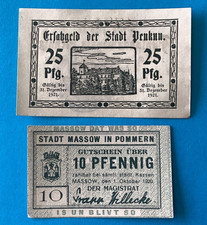 Ersatzgeld der Stadt Penkun.
25
Pfg.
25
Pfg.
Gültig bis
31. Dezember
1921.
Gültig bis
31. Dezember
1921.
MASSOW DAT WAR SO
STADT MASSOW IN POMMERN
GUTSCHEIN ÜBER
10 PFENNIG
zahlbar bei sämtl. städt. Kassen
MASSOW, den 1. Oktober 1920.
DER MAGISTRAT
10
IS UN BLIVT SO